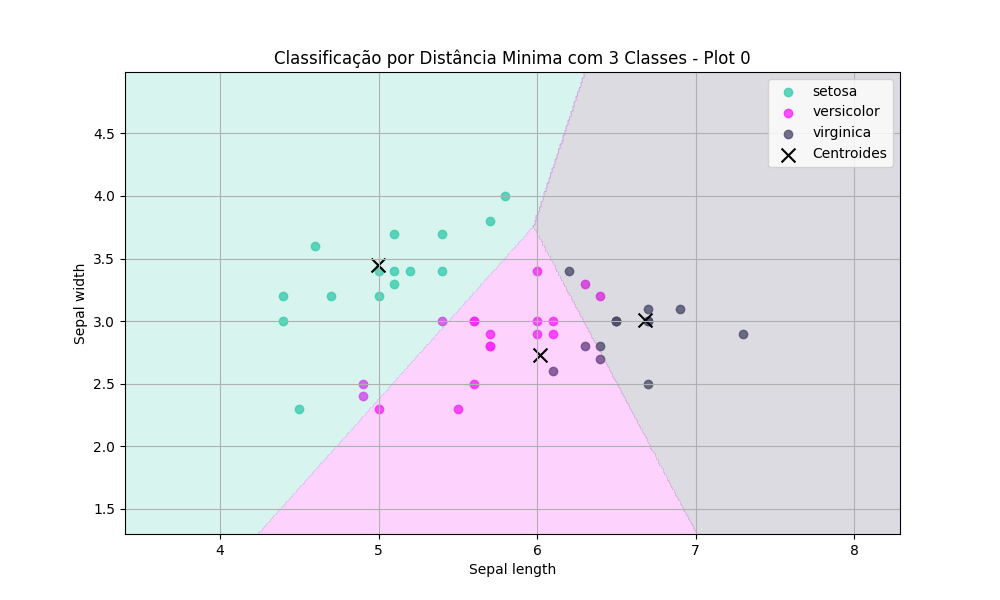 Classificação por Distância Minima com 3 Classes - Plot 0
setosa
versicolor
virginica
Centroides
4.5
4.0
3.5
3.0
2.5
2.0
1.5
Sepal width
4 5 6 7 8
Sepal length